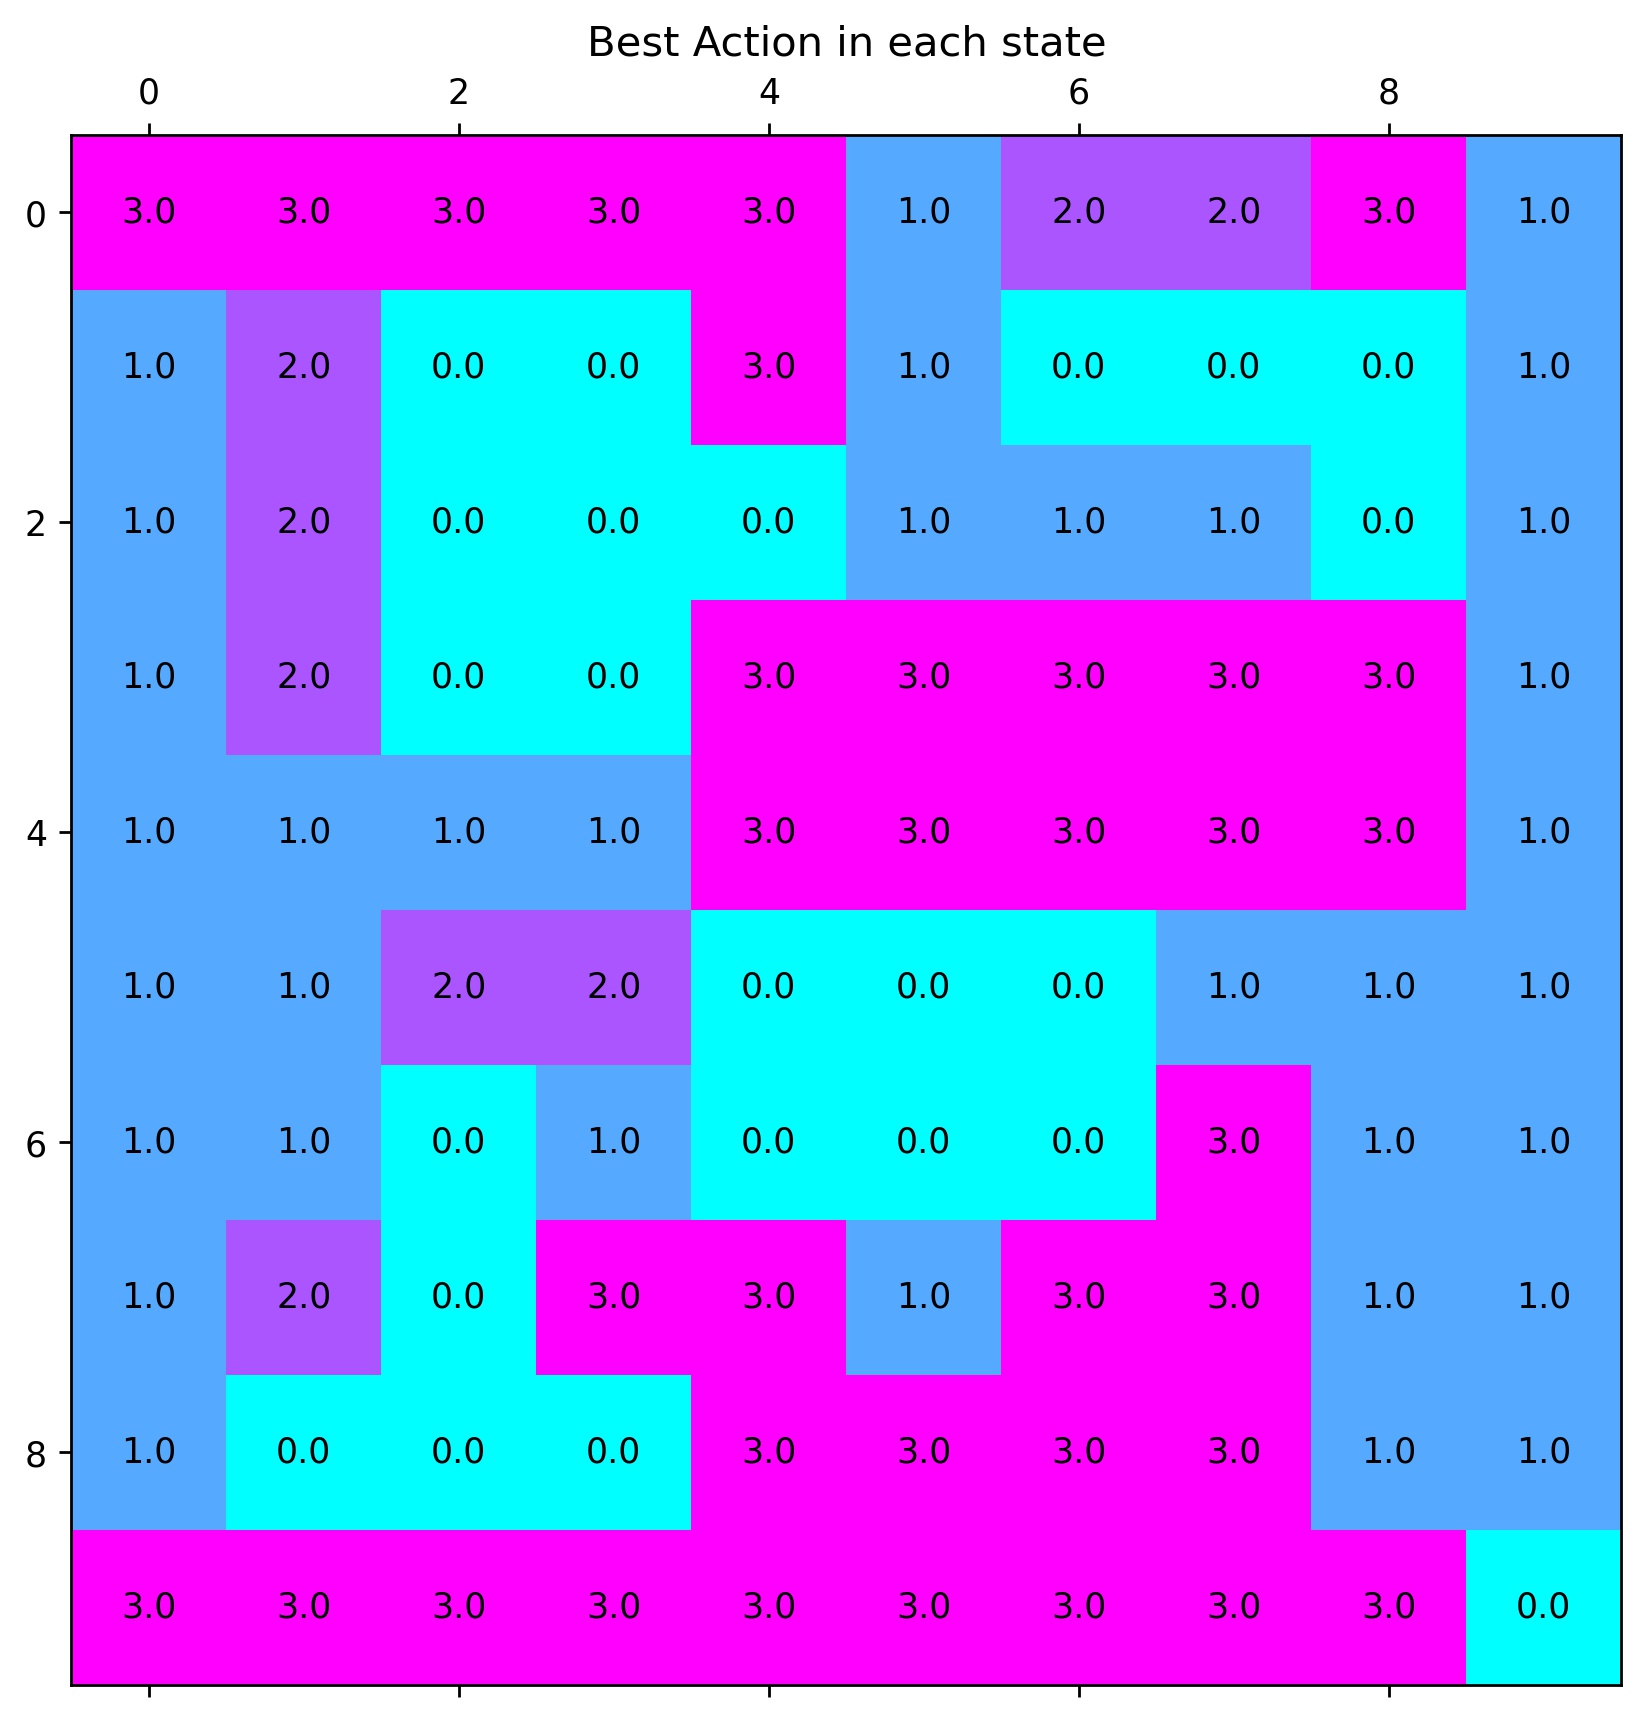 Best Action in each state
0 2 4 6 8
0 3.0 3.0 3.0 3.0 3.0 1.0 2.0 2.0 3.0 1.0
1.0 2.0 0.0 0.0 3.0 1.0 0.0 0.0 0.0 1.0
2 1.0 2.0 0.0 0.0 0.0 1.0 1.0 1.0 0.0 1.0
1.0 2.0 0.0 0.0 3.0 3.0 3.0 3.0 3.0 1.0
4 1.0 1.0 1.0 1.0 3.0 3.0 3.0 3.0 3.0 1.0
1.0 1.0 2.0 2.0 0.0 0.0 0.0 1.0 1.0 1.0
6 1.0 1.0 0.0 1.0 0.0 0.0 0.0 3.0 1.0 1.0
1.0 2.0 0.0 3.0 3.0 1.0 3.0 3.0 1.0 1.0
8 1.0 0.0 0.0 0.0 3.0 3.0 3.0 3.0 1.0 1.0
3.0 3.0 3.0 3.0 3.0 3.0 3.0 3.0 3.0 0.0